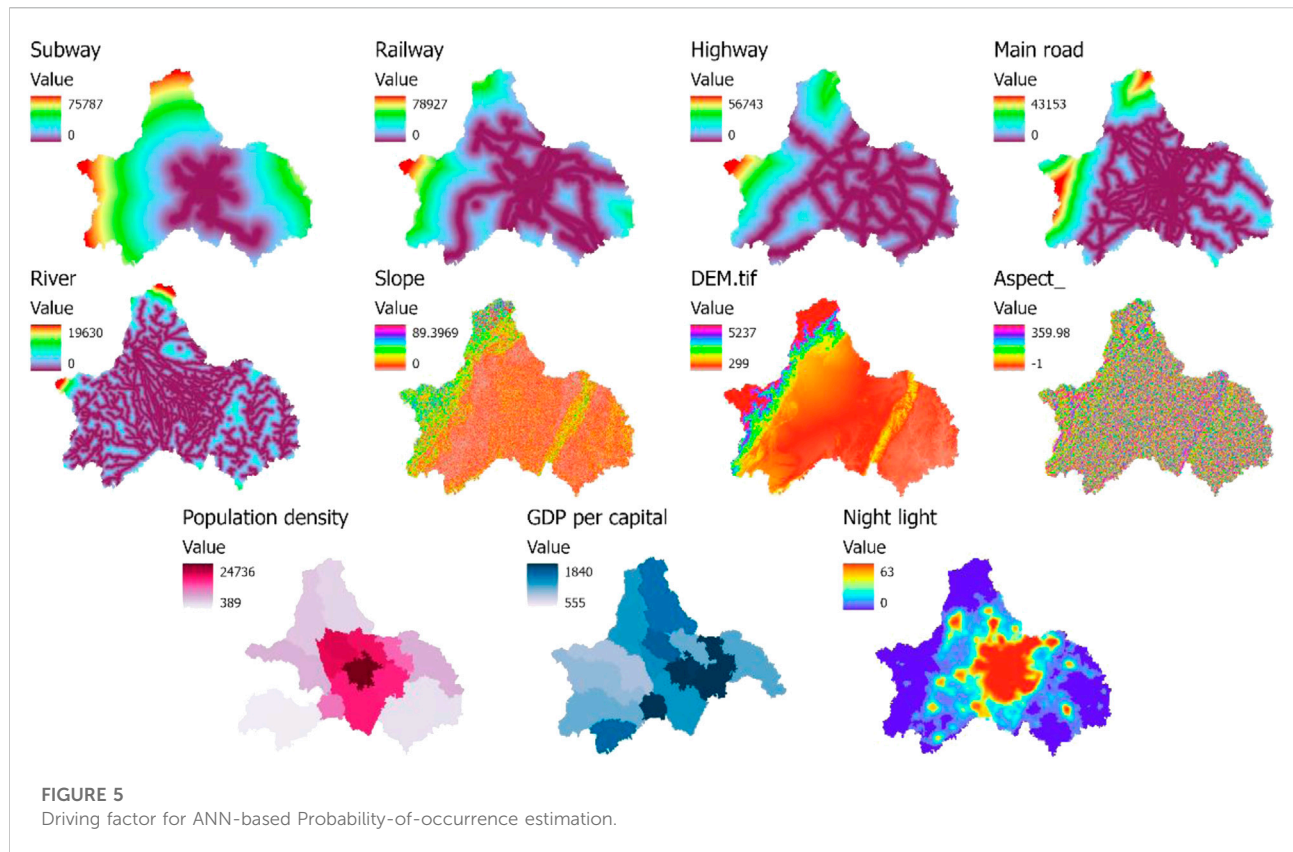 Subway
Value
75787
0
Railway
Value
78927
0
Highway
Value
56743
0
Main road
Value
43153
0
River
Value
19630
0
Slope
Value
89.3969
0
DEM.tif
Value
5237
299
Aspect_
Value
359.98
-1
Population density
Value
24736
389
GDP per capital
Value
1840
555
Night light
Value
63
0
FIGURE 5
Driving factor for ANN-based Probability-of-occurrence estimation.